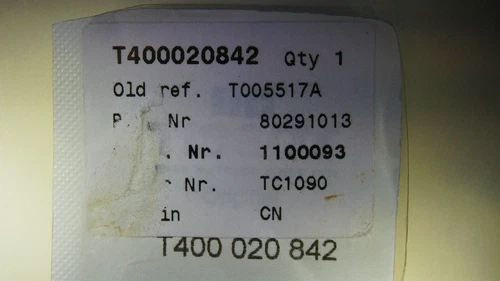 T400020842 Qty 1
Old ref. T005517A
Nr 80291013
. Nr. 1100093
Nr. TC1090
in CN
T400 020 842